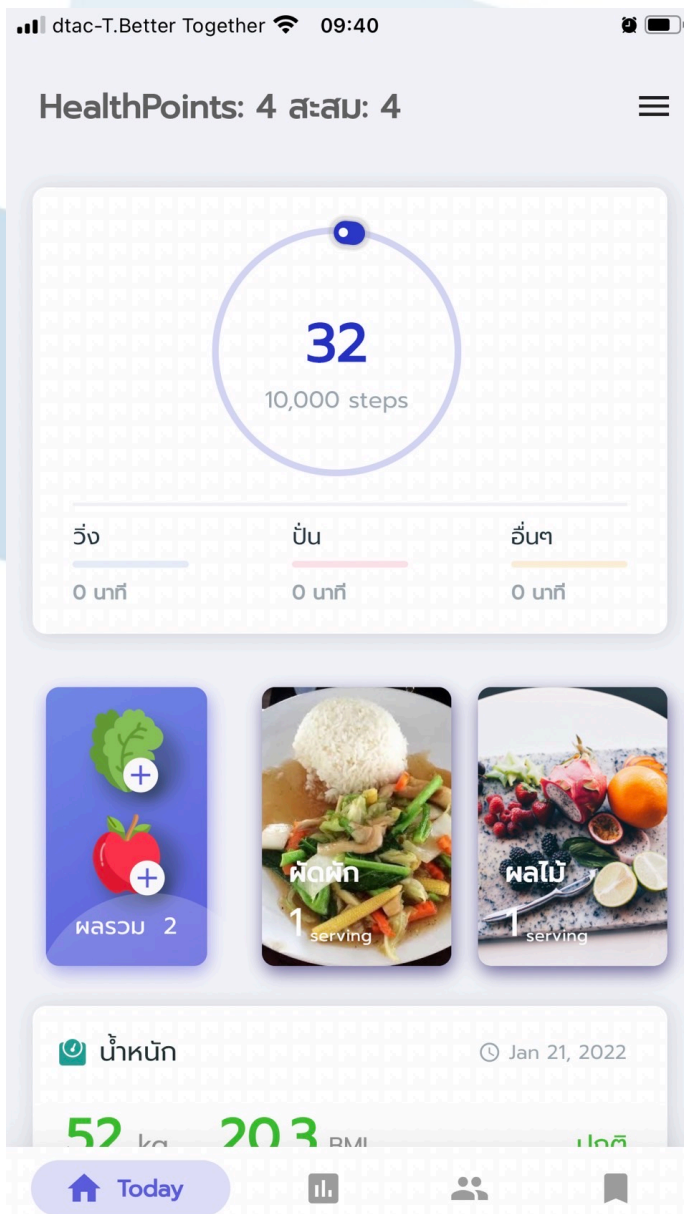 dtac-T.Better Together 09:40
HealthPoints: 4 สะสม: 4
32
10,000 steps
วิ่ง ปั่น อื่นๆ
0 นาที 0 นาที 0 นาที
ผัดผัก ผลไม้
ผลรวม 2 1 serving 1 serving
น้ำหนัก Jan 21, 2022
52 kg 20.3 BMI ปกติ
Today